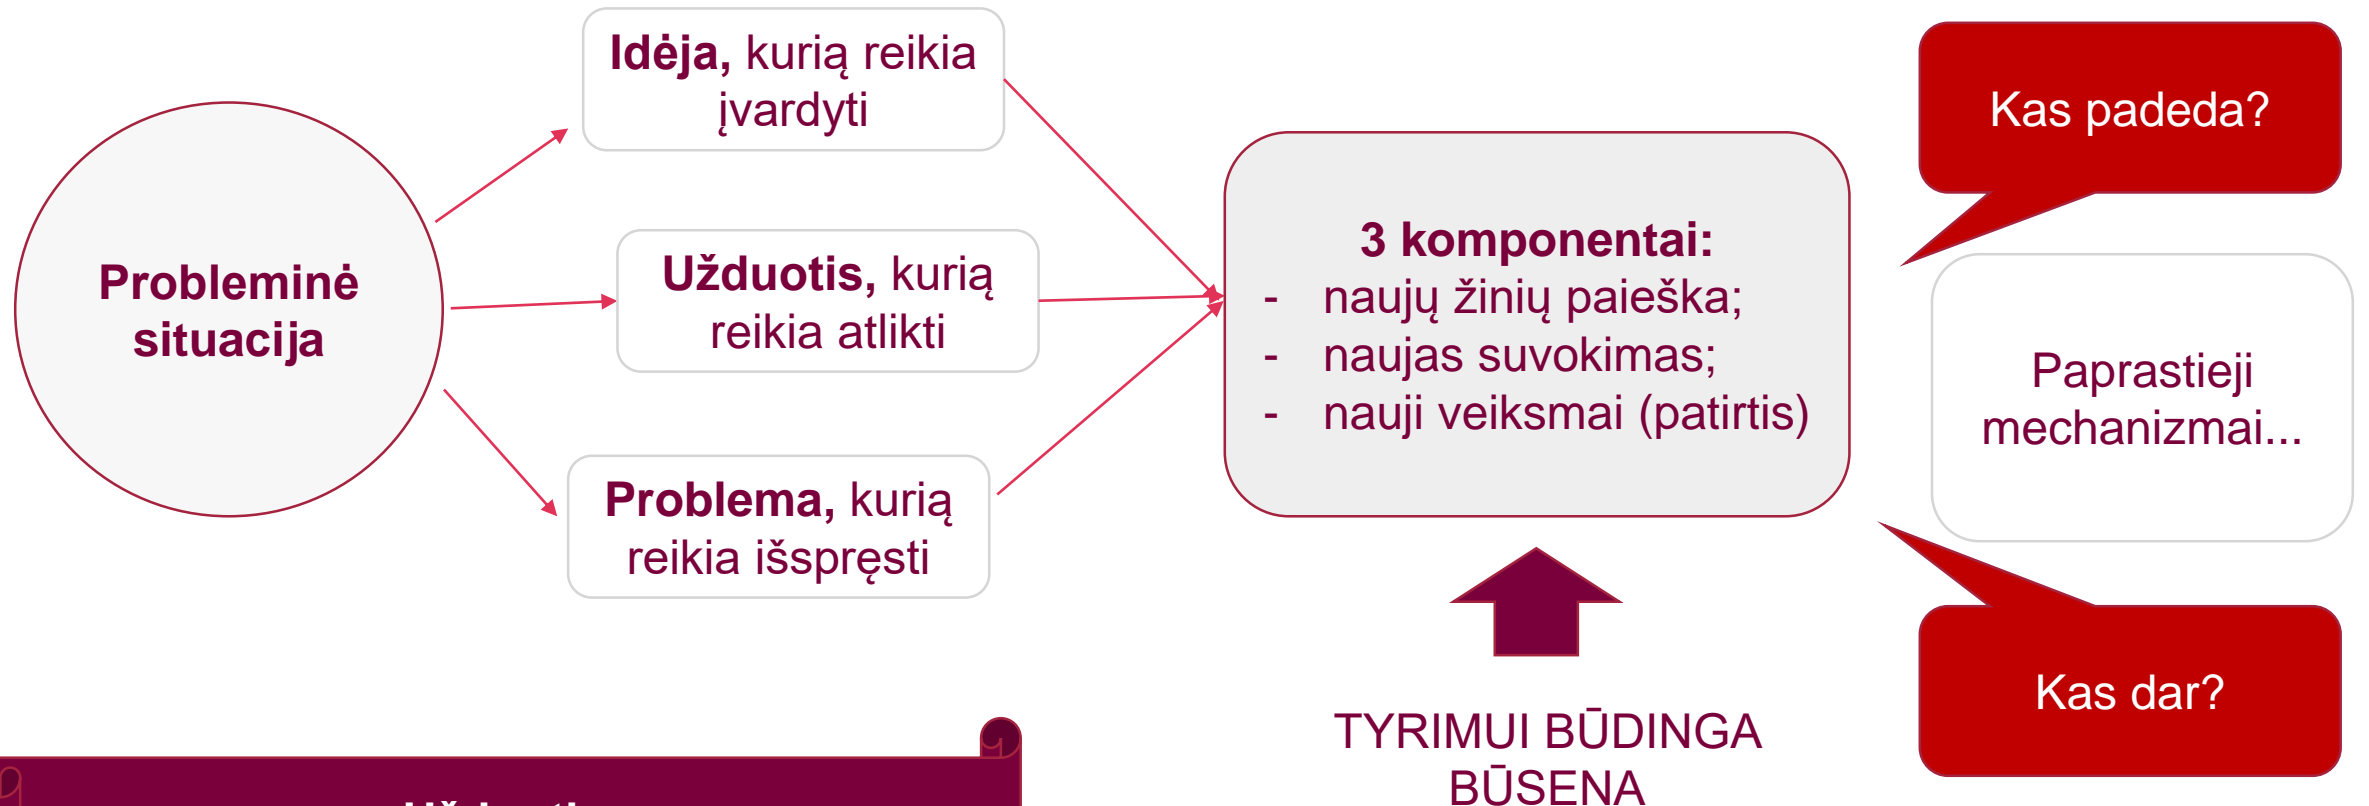 Probleminė
situacija
Idėja, kurią reikia
įvardyti
Užduotis, kurią
reikia atlikti
Problema, kurią
reikia išspręsti
3 komponentai:
- naujų žinių paieška;
- naujas suvokimas;
- nauji veiksmai (patirtis)
TYRIMUI BŪDINGA
BŪSENA
Kas padeda?
Paprastieji
mechanizmai...
Kas dar?